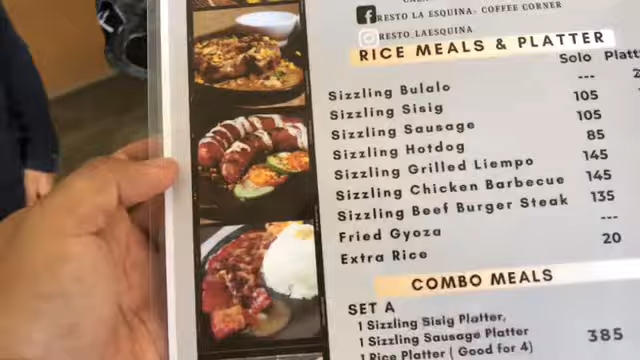 RESTO LA ESQUINA- COFFEE CORNER
RESTO_LAESQUINA
RICE MEALS & PLATTER
Solo
Sizzling Bulalo ---
Sizzling Sisig 105
Sizzling Sausage 105
Sizzling Hotdog 85
Sizzling Grilled Liempo 145
Sizzling Chicken Barbecue 145
Sizzling Beef Burger Steak 135
Fried Gyoza ---
Extra Rice 20
COMBO MEALS
SET A
1 Sizzling Sisig Platter,
1 Sizzling Sausage Platter 385
1 Rice Platter ( Good for 4)